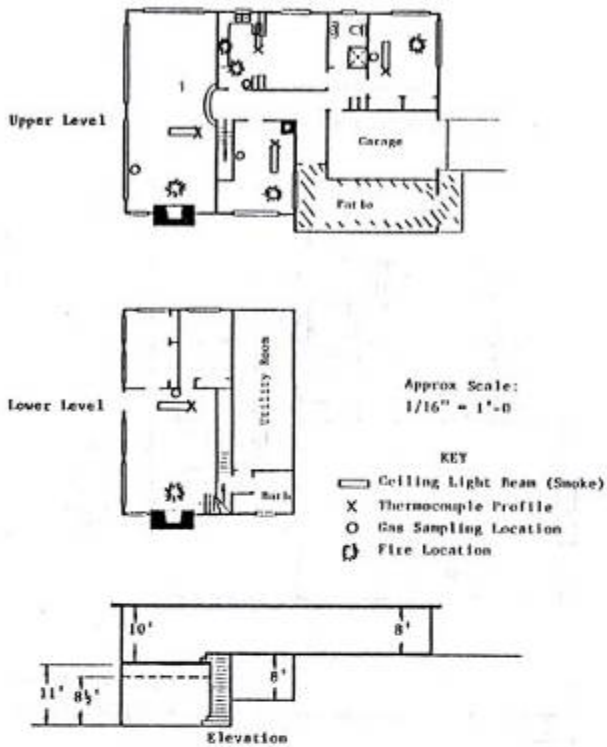 Upper Level
1
Garage
Patio
Lower Level
Utility Room
Bath
Approx Scale:
1/16" = 1'-0
KEY
Ceiling Light Beam (Smoke)
X Thermocouple Profile
Gas Sampling Location
Fire Location
10'
8'
11'
8½'
8'
Elevation